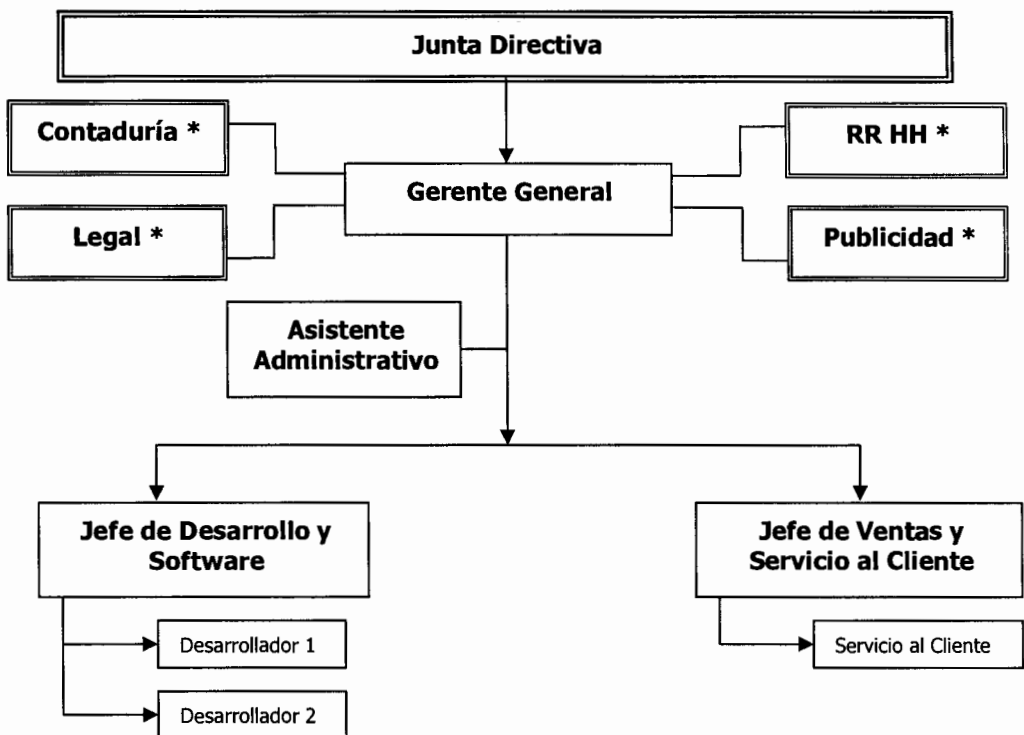 Junta Directiva
Contaduría *
RR HH *
Gerente General
Legal *
Publicidad *
Asistente
Administrativo
Jefe de Desarrollo y
Software
Jefe de Ventas y
Servicio al Cliente
Desarrollador 1
Servicio al Cliente
Desarrollador 2